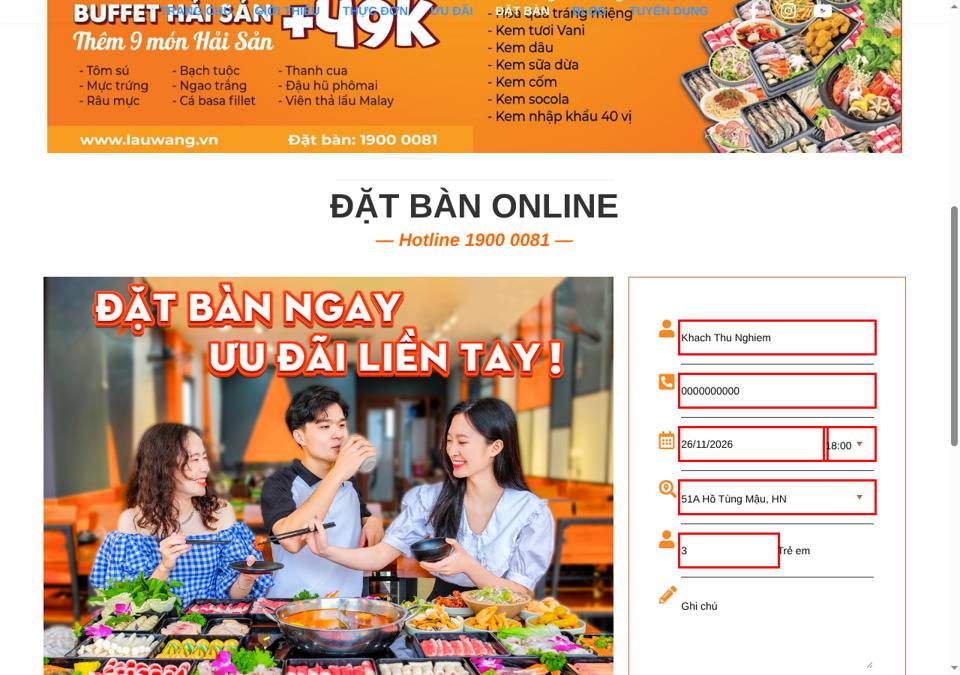 TRANG CHỦ GIỚI THIỆU THỰC ĐƠN ƯU ĐÃI ĐẶT BÀN BLOG TUYỂN DỤNG
BUFFET HẢI SẢN +49K
Thêm 9 món Hải Sản
- Tôm sú - Bạch tuộc - Thanh cua
- Mực trứng - Ngao trắng - Đậu hũ phômai
- Râu mực - Cá basa fillet - Viên thả lẩu Malay
www.lauwang.vn Đặt bàn: 1900 0081
quả tráng miệng
- Kem tươi Vani
- Kem dâu
- Kem sữa dừa
- Kem cốm
- Kem socola
- Kem nhập khẩu 40 vị
ĐẶT BÀN ONLINE
— Hotline 1900 0081 —
ĐẶT BÀN NGAY
ƯU ĐÃI LIỀN TAY !
Khach Thu Nghiem
0000000000
26/11/2026 18:00
51A Hồ Tùng Mậu, HN
3 Trẻ em
Ghi chú